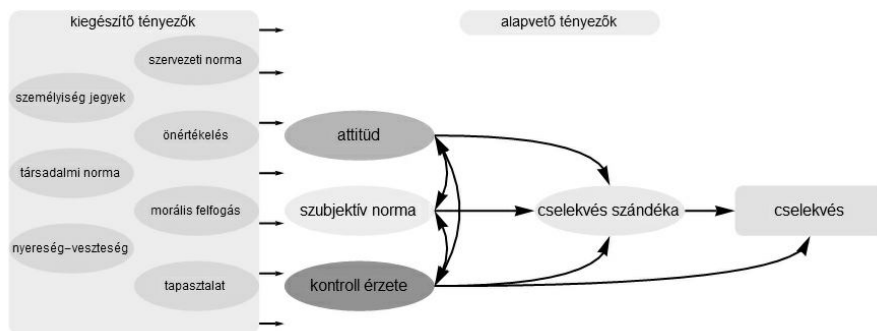 kiegészítő tényezők
alapvető tényezők
szervezeti norma
személyiség jegyek
önértékelés
attitűd
társadalmi norma
morális felfogás
szubjektív norma
cselekvés szándéka
cselekvés
nyereség–veszteség
tapasztalat
kontroll érzete